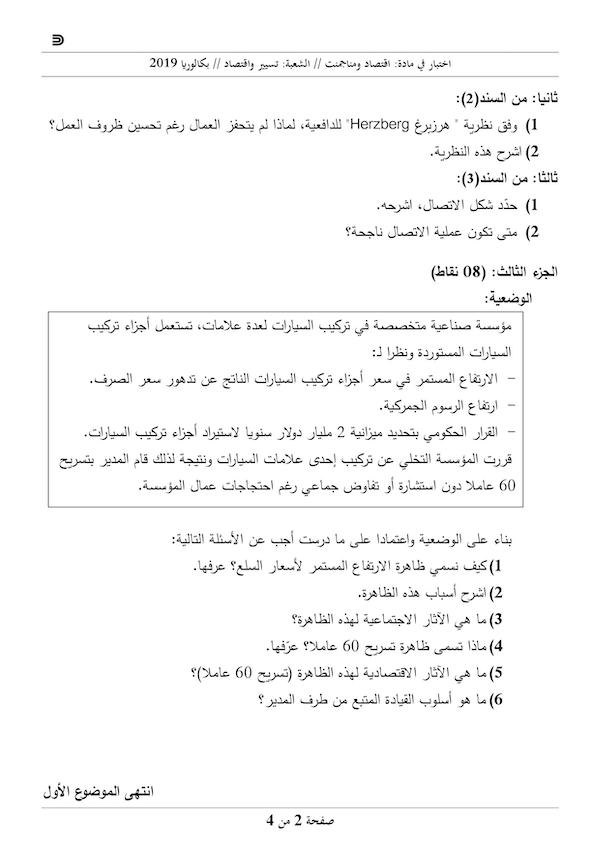 اختبار في مادة: اقتصاد ومناجمنت // الشعبة: تسيير واقتصاد // بكالوريا 2019
ثانيا: من السند(2):
1) وفق نظرية " هرزبرغ Herzberg" للدافعية، لماذا لم يتحفز العمال رغم تحسين ظروف العمل؟
2) اشرح هذه النظرية.
ثالثا: من السند(3):
1) حدّد شكل الاتصال، اشرحه.
2) متى تكون عملية الاتصال ناجحة؟
الجزء الثالث: (08 نقاط)
الوضعية:
مؤسسة صناعية متخصصة في تركيب السيارات لعدة علامات، تستعمل أجزاء تركيب
السيارات المستوردة ونظرا لـ:
- الارتفاع المستمر في سعر أجزاء تركيب السيارات الناتج عن تدهور سعر الصرف.
- ارتفاع الرسوم الجمركية.
- القرار الحكومي بتحديد ميزانية 2 مليار دولار سنويا لاستيراد أجزاء تركيب السيارات.
قررت المؤسسة التخلي عن تركيب إحدى علامات السيارات ونتيجة لذلك قام المدير بتسريح
60 عاملا دون استشارة أو تفاوض جماعي رغم احتجاجات عمال المؤسسة.
بناء على الوضعية واعتمادا على ما درست أجب عن الأسئلة التالية:
1) كيف نسمي ظاهرة الارتفاع المستمر لأسعار السلع؟ عرفها.
2) اشرح أسباب هذه الظاهرة.
3) ما هي الآثار الاجتماعية لهذه الظاهرة؟
4) ماذا تسمى ظاهرة تسريح 60 عاملا؟ عرّفها.
5) ما هي الآثار الاقتصادية لهذه الظاهرة (تسريح 60 عاملا)؟
6) ما هو أسلوب القيادة المتبع من طرف المدير؟
انتهى الموضوع الأول
صفحة 2 من 4